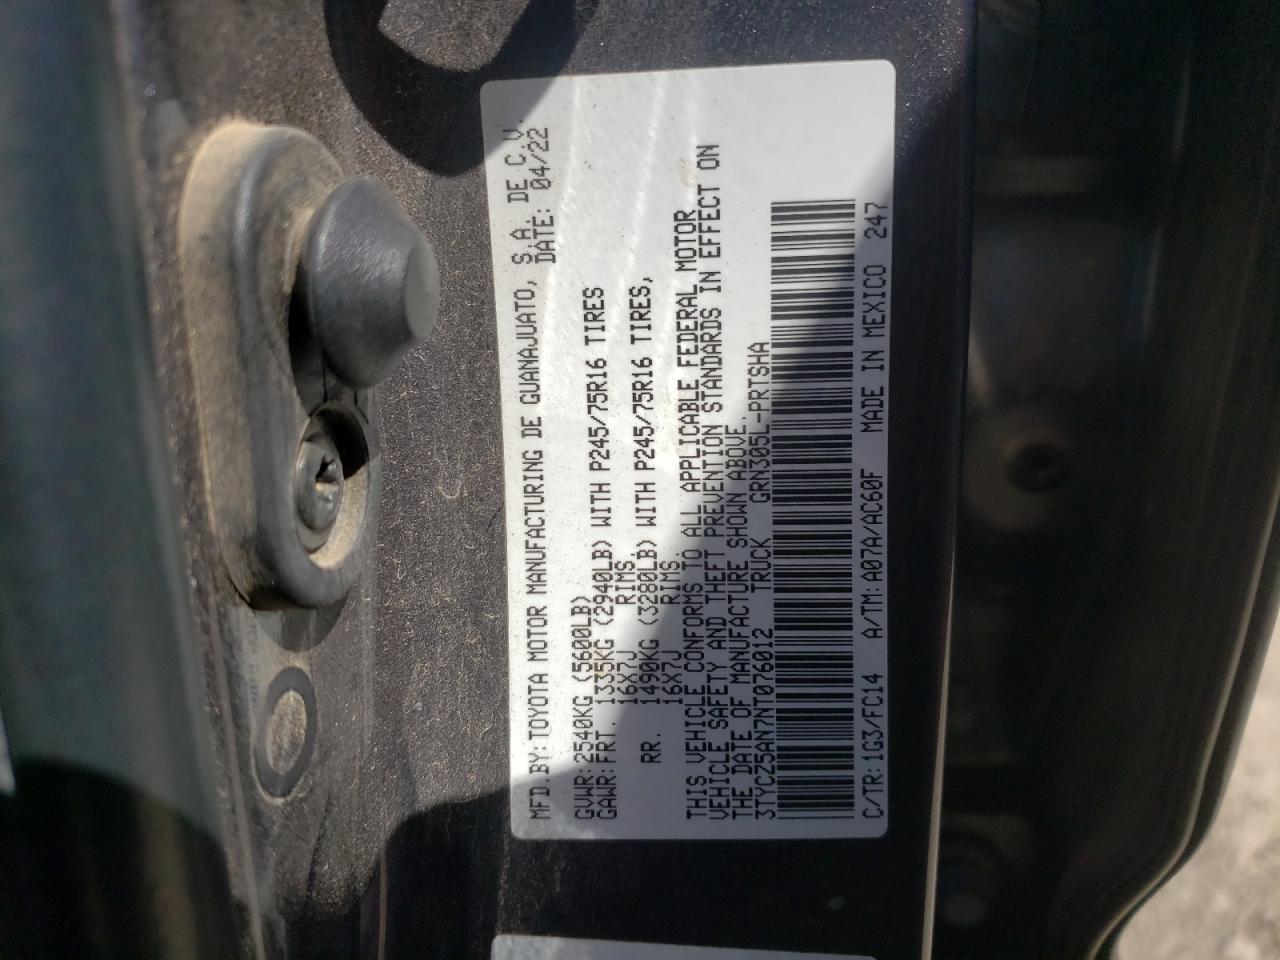 MFD.BY:TOYOTA MOTOR MANUFACTURING DE GUANAJUATO, S.A. DE C.V.
DATE: 04/22
GVWR:2540KG (5600LB)
GAWR:FRT. 1335KG (2940LB) WITH P245/75R16 TIRES
16X7J RIMS.
RR. 1490KG (3280LB) WITH P245/75R16 TIRES,
16X7J RIMS.
THIS VEHICLE CONFORMS TO ALL APPLICABLE FEDERAL MOTOR
VEHICLE SAFETY AND THEFT PREVENTION STANDARDS IN EFFECT ON
THE DATE OF MANUFACTURE SHOWN ABOVE.
3TYCZ5AN7NT076012 TRUCK GRN305L-PRTSHA
C/TR:1G3/FC14 A/TM:A07A/AC60F MADE IN MEXICO 247